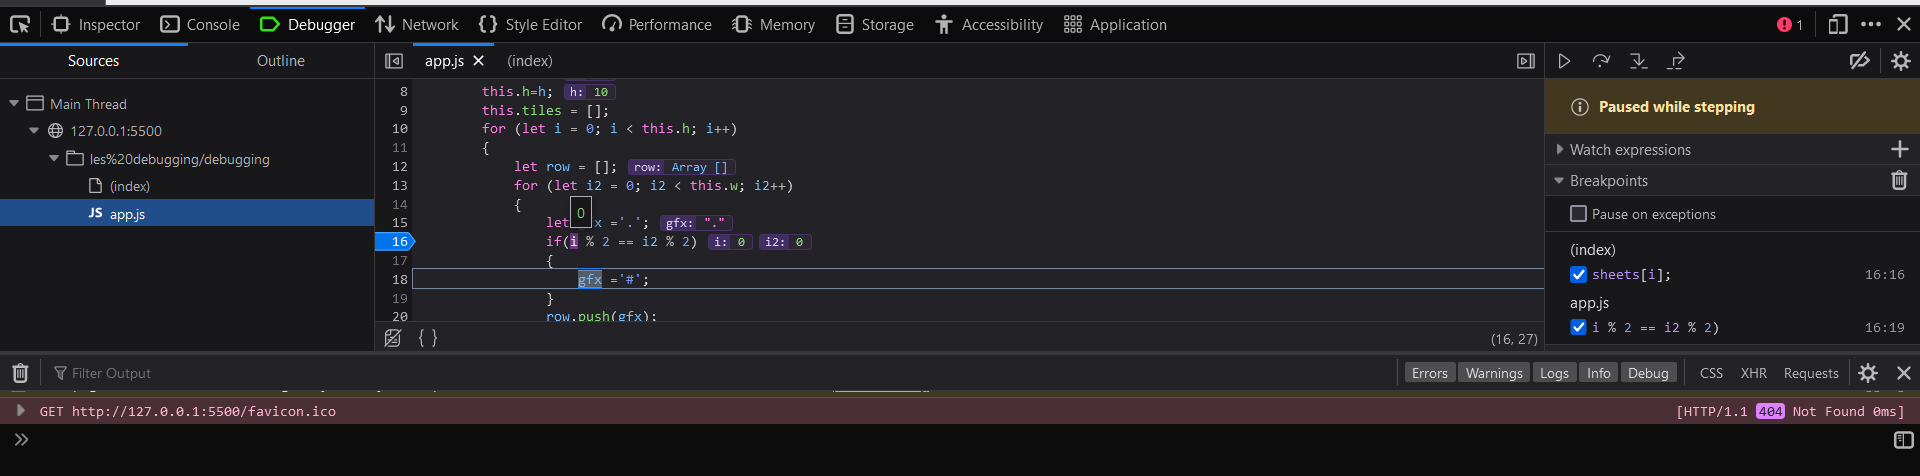 Inspector Console Debugger Network Style Editor Performance Memory Storage Accessibility Application 1
Sources Outline
Main Thread
127.0.0.1:5500
les%20debugging/debugging
(index)
JS app.js
app.js (index)
8 this.h=h; h: 10
9 this.tiles = [];
10 for (let i = 0; i < this.h; i++)
11 {
12 let row = []; row: Array []
13 for (let i2 = 0; i2 < this.w; i2++)
14 {
15 let x ='.'; gfx: "."
0
16 if(i % 2 == i2 % 2) i: 0 i2: 0
17 {
18 gfx ='#';
19 }
20 row.push(gfx);
{ } (16, 27)
Paused while stepping
Watch expressions
Breakpoints
Pause on exceptions
(index)
sheets[i]; 16:16
app.js
i % 2 == i2 % 2) 16:19
Filter Output Errors Warnings Logs Info Debug CSS XHR Requests
GET http://127.0.0.1:5500/favicon.ico [HTTP/1.1 404 Not Found 0ms]